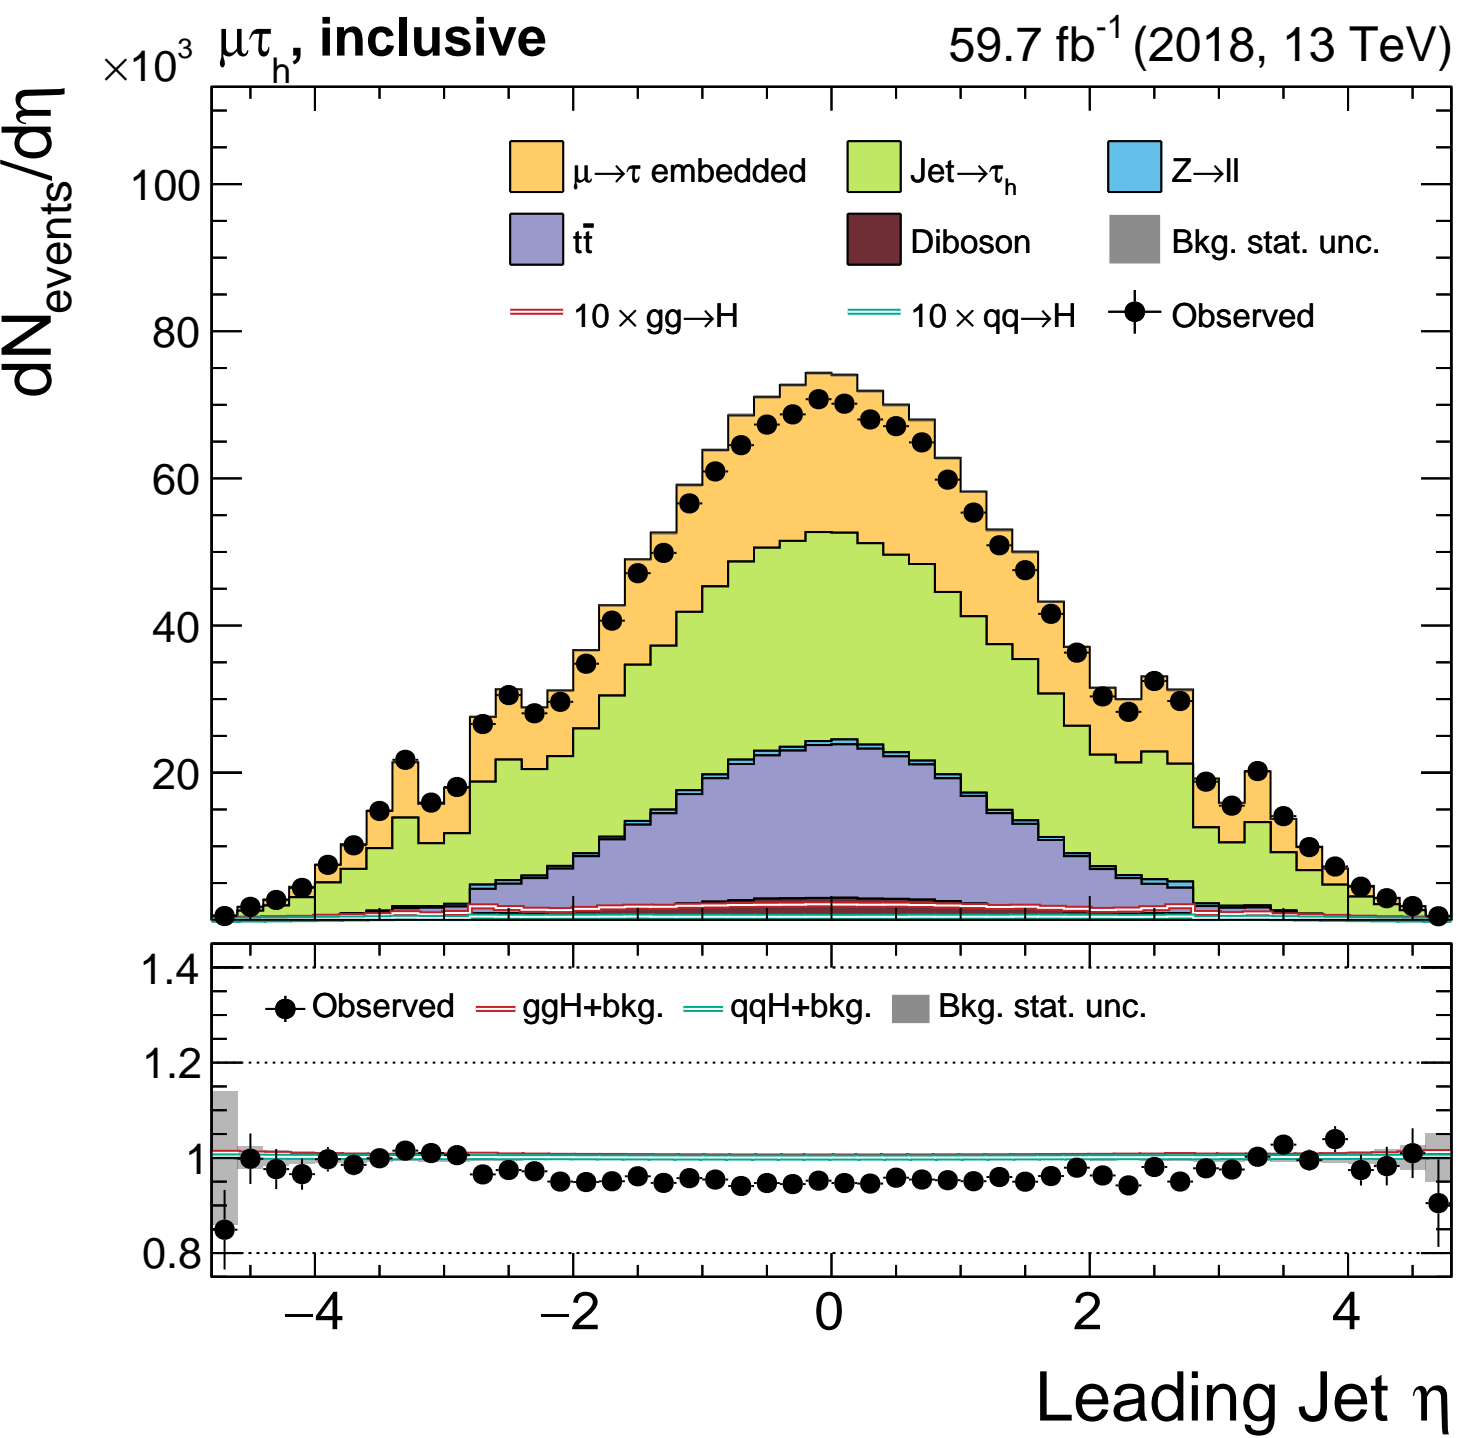 ×10³ μτₕ, inclusive 59.7 fb⁻¹ (2018, 13 TeV)
dN_events/dη
μ→τ embedded Jet→τₕ Z→ll
tt̄ Diboson Bkg. stat. unc.
10 × gg→H 10 × qq→H Observed
100
80
60
40
20
1.4
Observed ggH+bkg. qqH+bkg. Bkg. stat. unc.
1.2
1
0.8
−4 −2 0 2 4
Leading Jet η